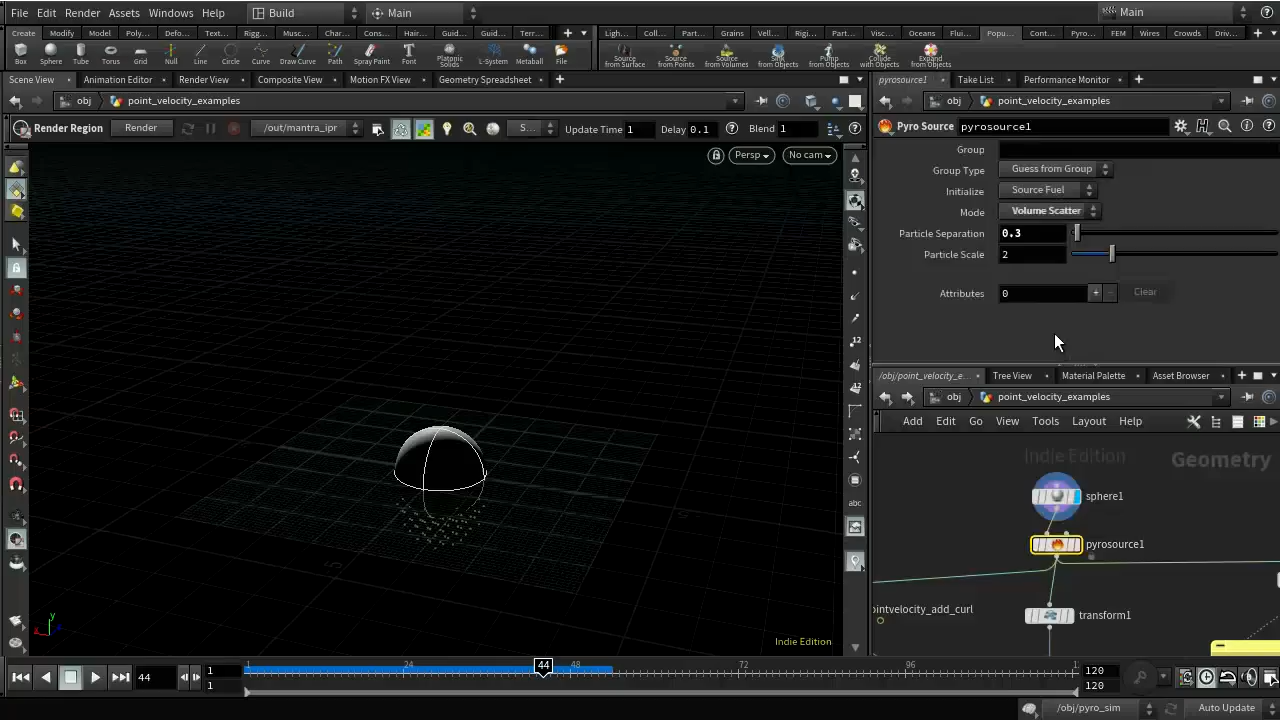 File Edit Render Assets Windows Help Build Main Main
Create Modify Model Poly... Defo... Text... Rigg... Musc... Char... Cons... Hair... Guid... Guid... Terr... Ligh... Coll... Part... Grains Vell... Rigi... Part... Visc... Oceans Flui... Popu... Cont... Pyro... FEM Wires Crowds Driv...
Box Sphere Tube Torus Grid Null Line Circle Curve Draw Curve Path Spray Paint Font Platonic Solids L-System Metaball File Source from Surface Source from Points Source from Volumes Sink from Objects Pump from Objects Collide with Objects Expand from Objects
Scene View Animation Editor Render View Composite View Motion FX View Geometry Spreadsheet pyrosource1 Take List Performance Monitor
obj point_velocity_examples obj point_velocity_examples
Render Region Render /out/mantra_ipr S... Update Time 1 Delay 0.1 Blend 1 Pyro Source pyrosource1
Persp No cam
Group
Group Type Guess from Group
Initialize Source Fuel
Mode Volume Scatter
Particle Separation 0.3
Particle Scale 2
Attributes 0 + - Clear
12
12
abc
/obj/point_velocity_e... Tree View Material Palette Asset Browser
obj point_velocity_examples
Add Edit Go View Tools Layout Help
Indie Edition Geometry
sphere1
pyrosource1
ointvelocity_add_curl
transform1
y
Indie Edition
44 1 1 24 44 48 72 96 1 120
1 120
/obj/pyro_sim Auto Update